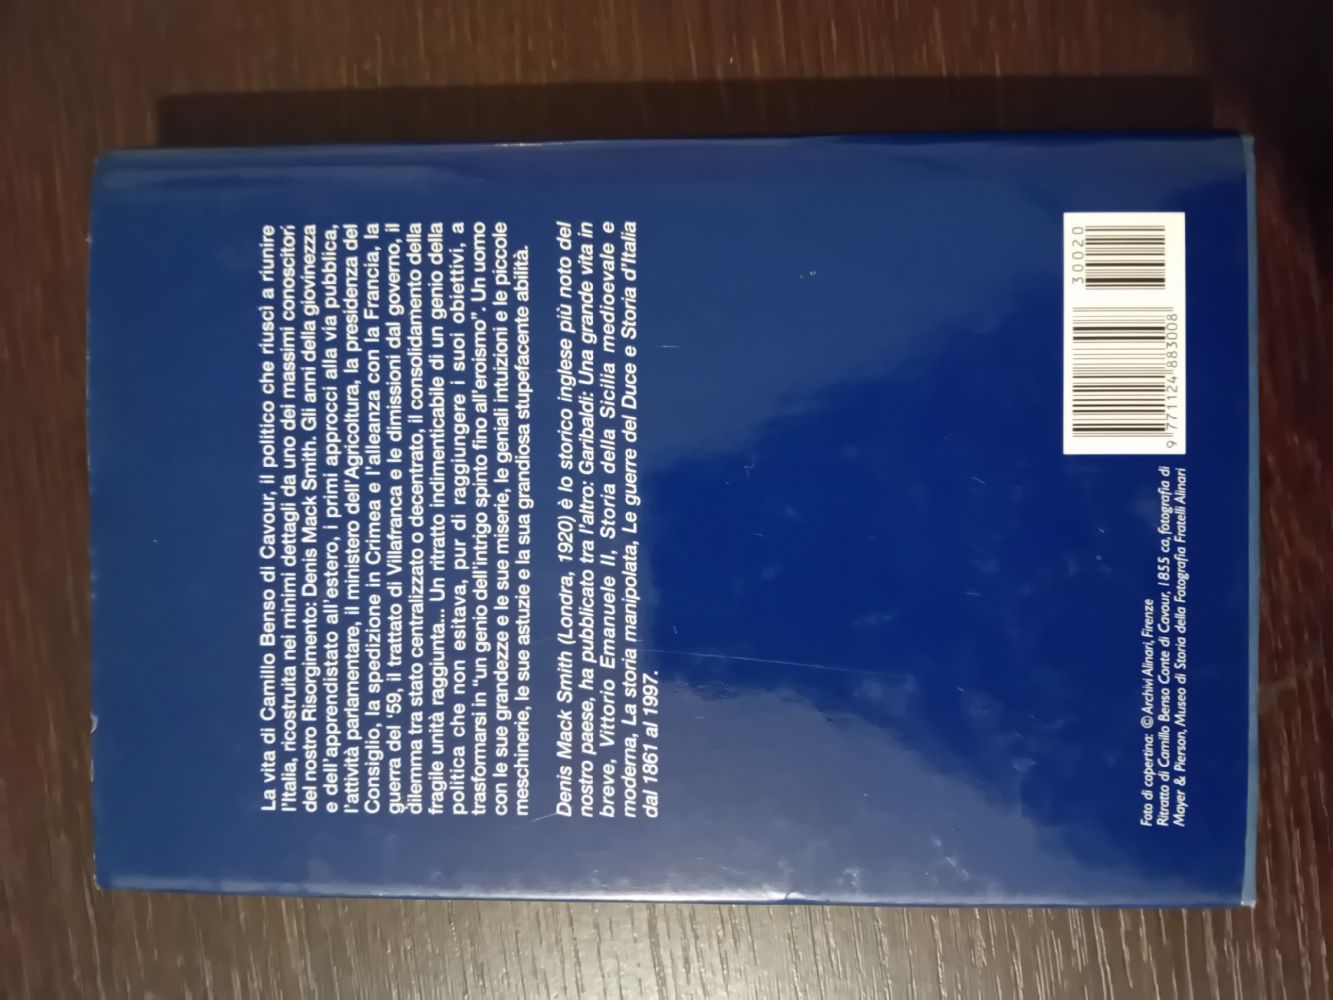 La vita di Camillo Benso di Cavour, il politico che riuscì a riunire
l'Italia, ricostruita nei minimi dettagli da uno dei massimi conoscitori
del nostro Risorgimento: Denis Mack Smith. Gli anni della giovinezza
e dell'apprendistato all'estero, i primi approcci alla via pubblica,
l'attività parlamentare, il ministero dell'Agricoltura, la presidenza del
Consiglio, la spedizione in Crimea e l'alleanza con la Francia, la
guerra del '59, il trattato di Villafranca e le dimissioni dal governo, il
dilemma tra stato centralizzato o decentrato, il consolidamento della
fragile unità raggiunta... Un ritratto indimenticabile di un genio della
politica che non esitava, pur di raggiungere i suoi obiettivi, a
trasformarsi in "un genio dell'intrigo spinto fino all'eroismo". Un uomo
con le sue grandezze e le sue miserie, le geniali intuizioni e le piccole
meschinerie, le sue astuzie e la sua grandiosa stupefacente abilità.
Denis Mack Smith (Londra, 1920) è lo storico inglese più noto del
nostro paese, ha pubblicato tra l'altro: Garibaldi: Una grande vita in
breve, Vittorio Emanuele II, Storia della Sicilia medioevale e
moderna, La storia manipolata, Le guerre del Duce e Storia d'Italia
dal 1861 al 1997.
Foto di copertina: © Archivi Alinari, Firenze
Ritratto di Camillo Benso Conte di Cavour, 1855 ca, fotografia di
Mayer & Pierson, Museo di Storia della Fotografia Fratelli Alinari
30020
9 771124 883008